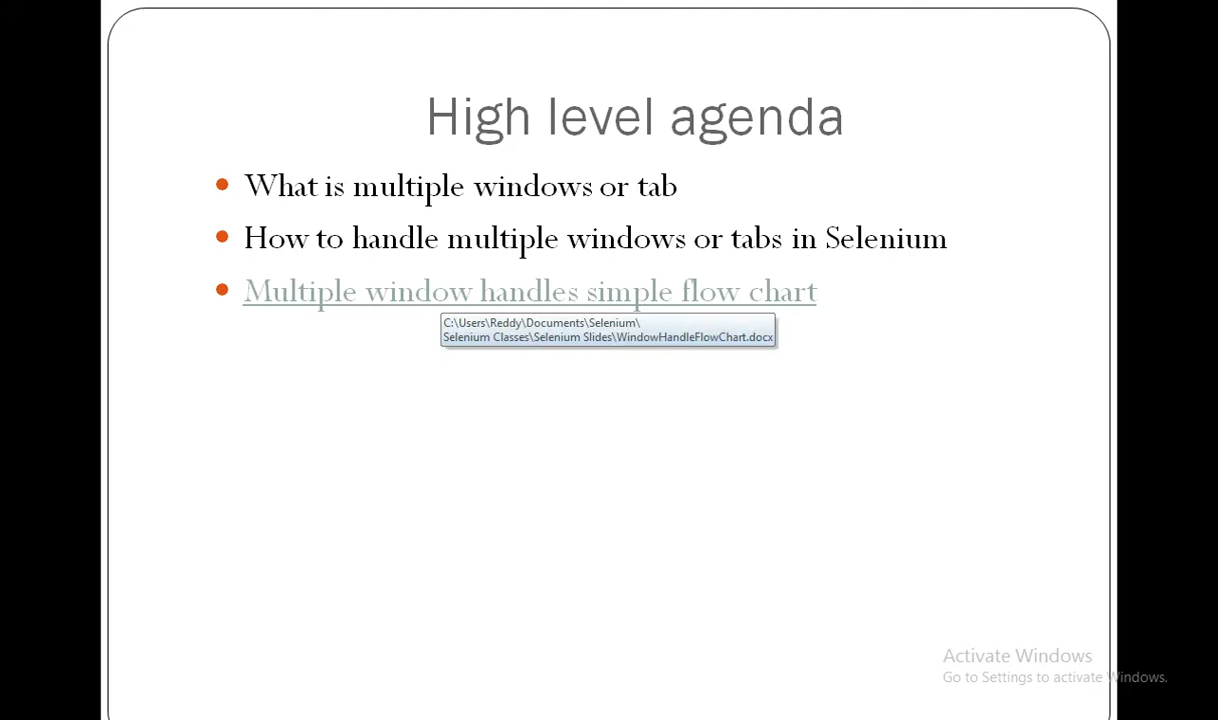 High level agenda
What is multiple windows or tab
How to handle multiple windows or tabs in Selenium
Multiple window handles simple flow chart
C:\Users\Reddy\Documents\Selenium\
Selenium Classes\Selenium Slides\WindowHandleFlowChart.docx
Activate Windows
Go to Settings to activate Windows.